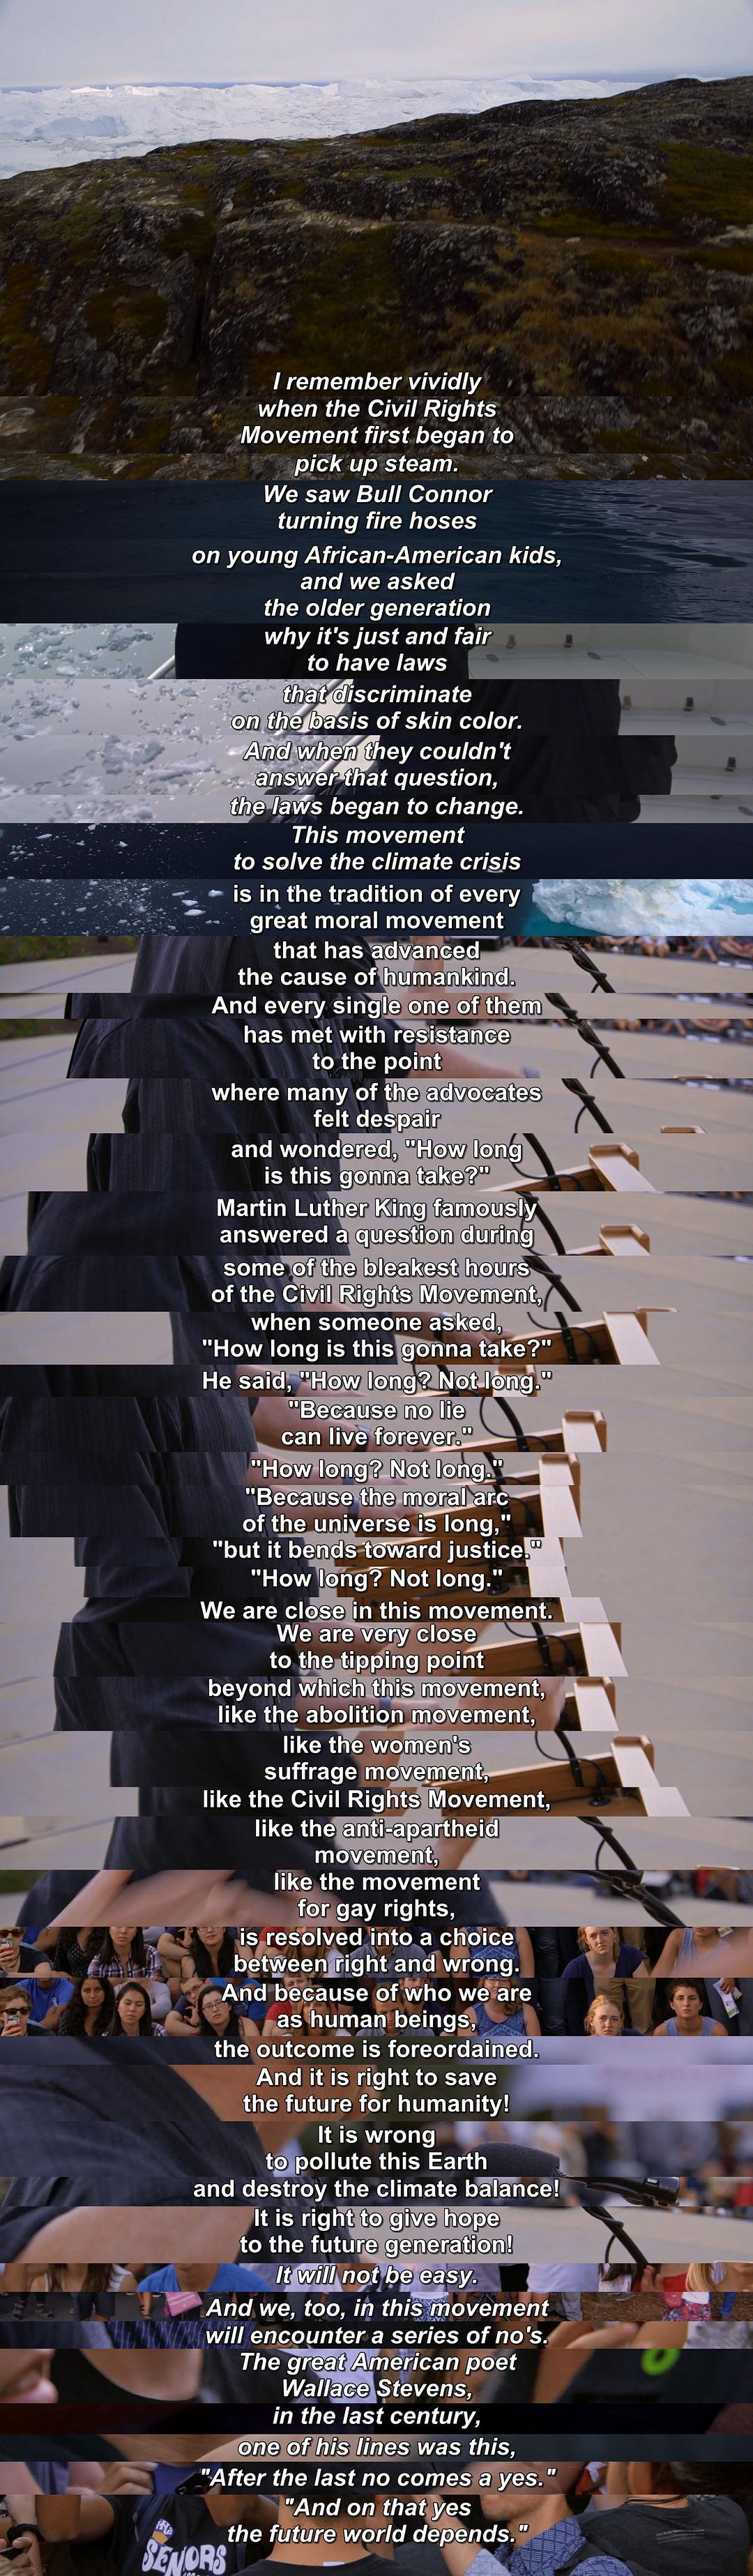 I remember vividly
when the Civil Rights
Movement first began to
pick up steam.
We saw Bull Connor
turning fire hoses
on young African-American kids,
and we asked
the older generation
why it's just and fair
to have laws
that discriminate
on the basis of skin color.
And when they couldn't
answer that question,
the laws began to change.
This movement
to solve the climate crisis
is in the tradition of every
great moral movement
that has advanced
the cause of humankind.
And every single one of them
has met with resistance
to the point
where many of the advocates
felt despair
and wondered, "How long
is this gonna take?"
Martin Luther King famously
answered a question during
some of the bleakest hours
of the Civil Rights Movement,
when someone asked,
"How long is this gonna take?"
He said, "How long? Not long."
"Because no lie
can live forever."
"How long? Not long."
"Because the moral arc
of the universe is long,"
"but it bends toward justice."
"How long? Not long."
We are close in this movement.
We are very close
to the tipping point
beyond which this movement,
like the abolition movement,
like the women's
suffrage movement,
like the Civil Rights Movement,
like the anti-apartheid
movement,
like the movement
for gay rights,
is resolved into a choice
between right and wrong.
And because of who we are
as human beings,
the outcome is foreordained.
And it is right to save
the future for humanity!
It is wrong
to pollute this Earth
and destroy the climate balance!
It is right to give hope
to the future generation!
It will not be easy.
And we, too, in this movement
will encounter a series of no's.
The great American poet
Wallace Stevens,
in the last century,
one of his lines was this,
"After the last no comes a yes."
"And on that yes
the future world depends."
SENORS